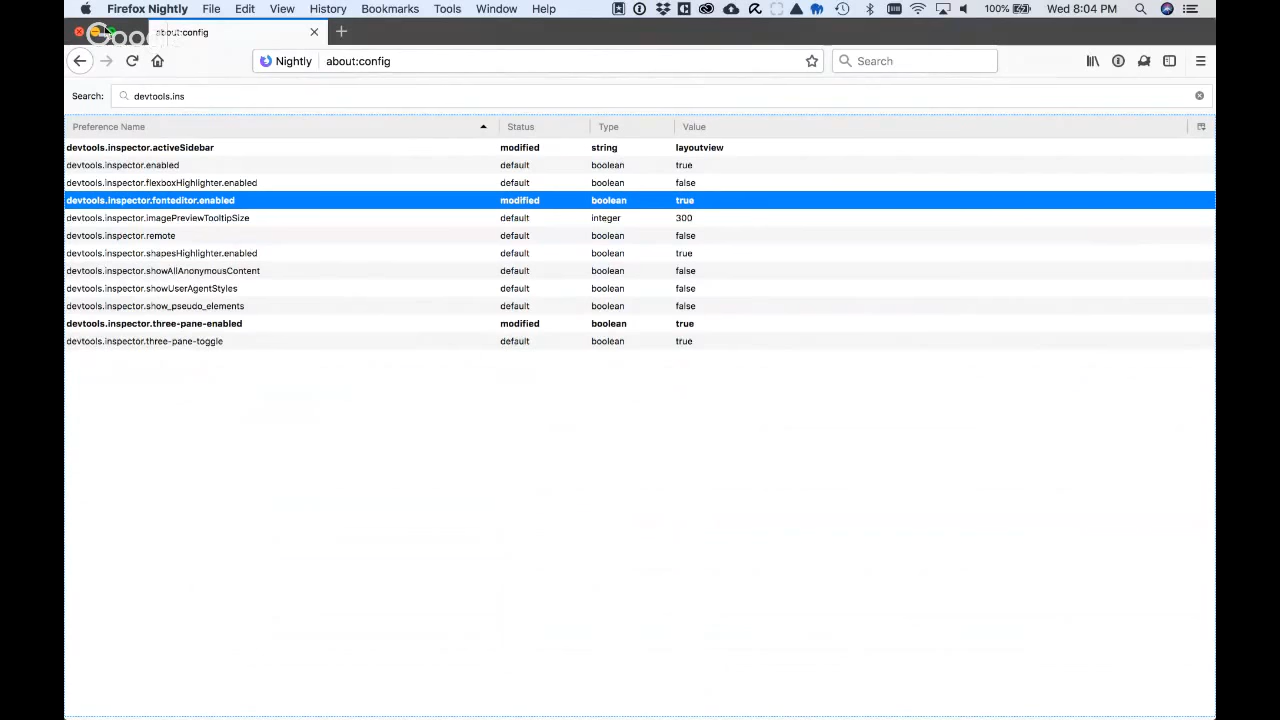 Firefox Nightly File Edit View History Bookmarks Tools Window Help 100% Wed 8:04 PM
Google
about:config
Nightly about:config Search
Search: devtools.ins
Preference Name Status Type Value
devtools.inspector.activeSidebar modified string layoutview
devtools.inspector.enabled default boolean true
devtools.inspector.flexboxHighlighter.enabled default boolean false
devtools.inspector.fonteditor.enabled modified boolean true
devtools.inspector.imagePreviewTooltipSize default integer 300
devtools.inspector.remote default boolean false
devtools.inspector.shapesHighlighter.enabled default boolean true
devtools.inspector.showAllAnonymousContent default boolean false
devtools.inspector.showUserAgentStyles default boolean false
devtools.inspector.show_pseudo_elements default boolean false
devtools.inspector.three-pane-enabled modified boolean true
devtools.inspector.three-pane-toggle default boolean true